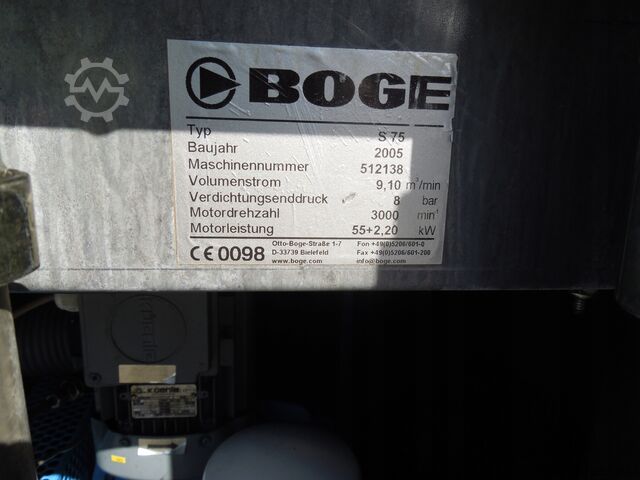 BOGE
Typ S 75
Baujahr 2005
Maschinennummer 512138
Volumenstrom 9,10 m³/min
Verdichtungsenddruck 8 bar
Motordrehzahl 3000 min⁻¹
Motorleistung 55+2,20 kW
CE 0098
Otto-Boge-Straße 1-7 Fon +49(0)5206/601-0
D-33739 Bielefeld Fax +49(0)5206/601-200
www.boge.com info@boge.com